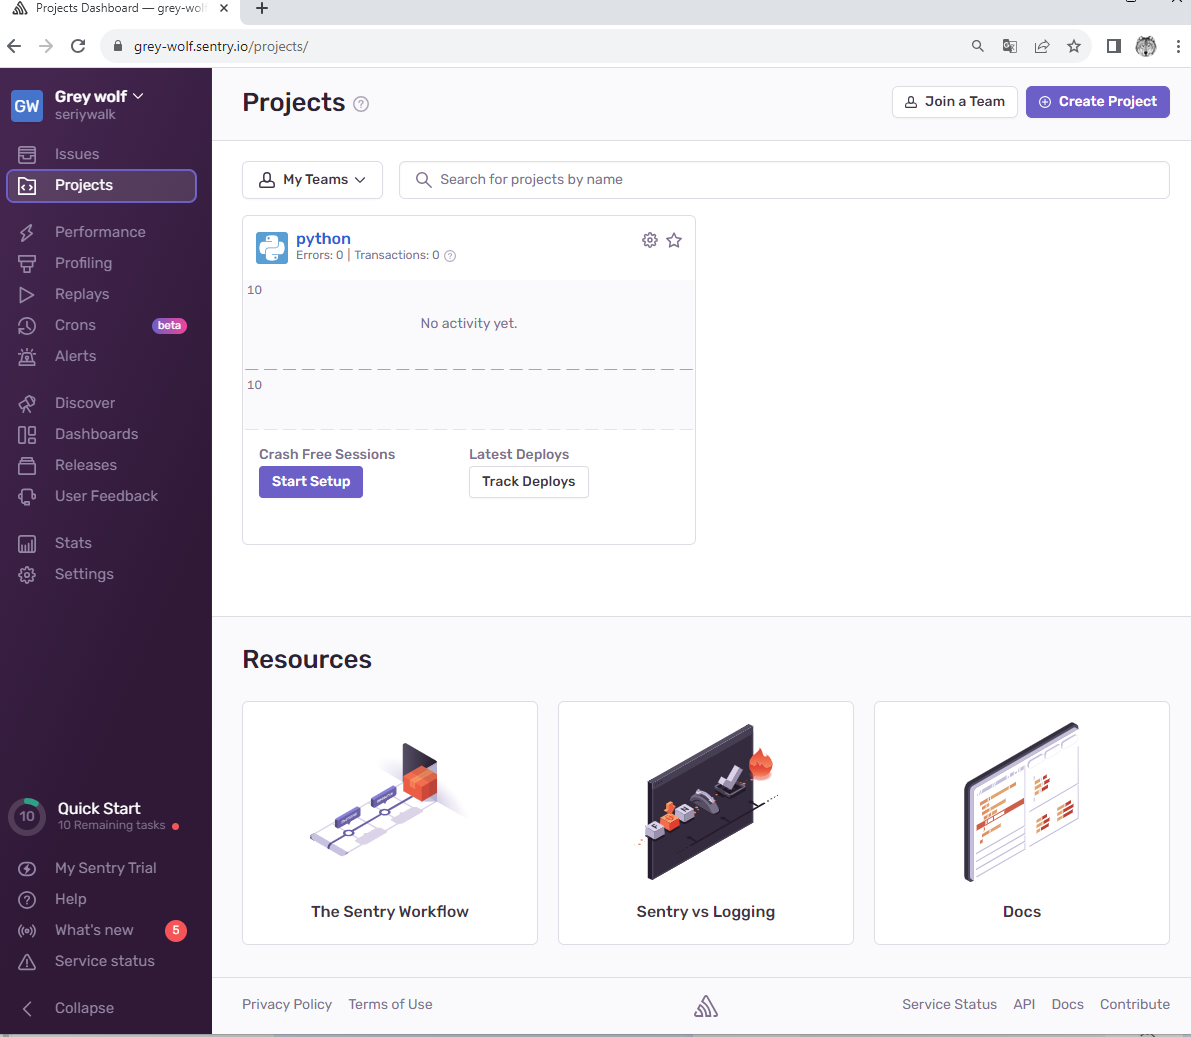 Projects Dashboard — grey-wolf
grey-wolf.sentry.io/projects/
GW
Grey wolf
seriywalk
Issues
Projects
Performance
Profiling
Replays
Crons beta
Alerts
Discover
Dashboards
Releases
User Feedback
Stats
Settings
10
Quick Start
10 Remaining tasks
My Sentry Trial
Help
What's new 5
Service status
Collapse
Projects
Join a Team
Create Project
My Teams
Search for projects by name
python
Errors: 0 | Transactions: 0
10
No activity yet.
10
Crash Free Sessions
Start Setup
Latest Deploys
Track Deploys
Resources
The Sentry Workflow
Sentry vs Logging
Docs
Privacy Policy Terms of Use
Service Status API Docs Contribute